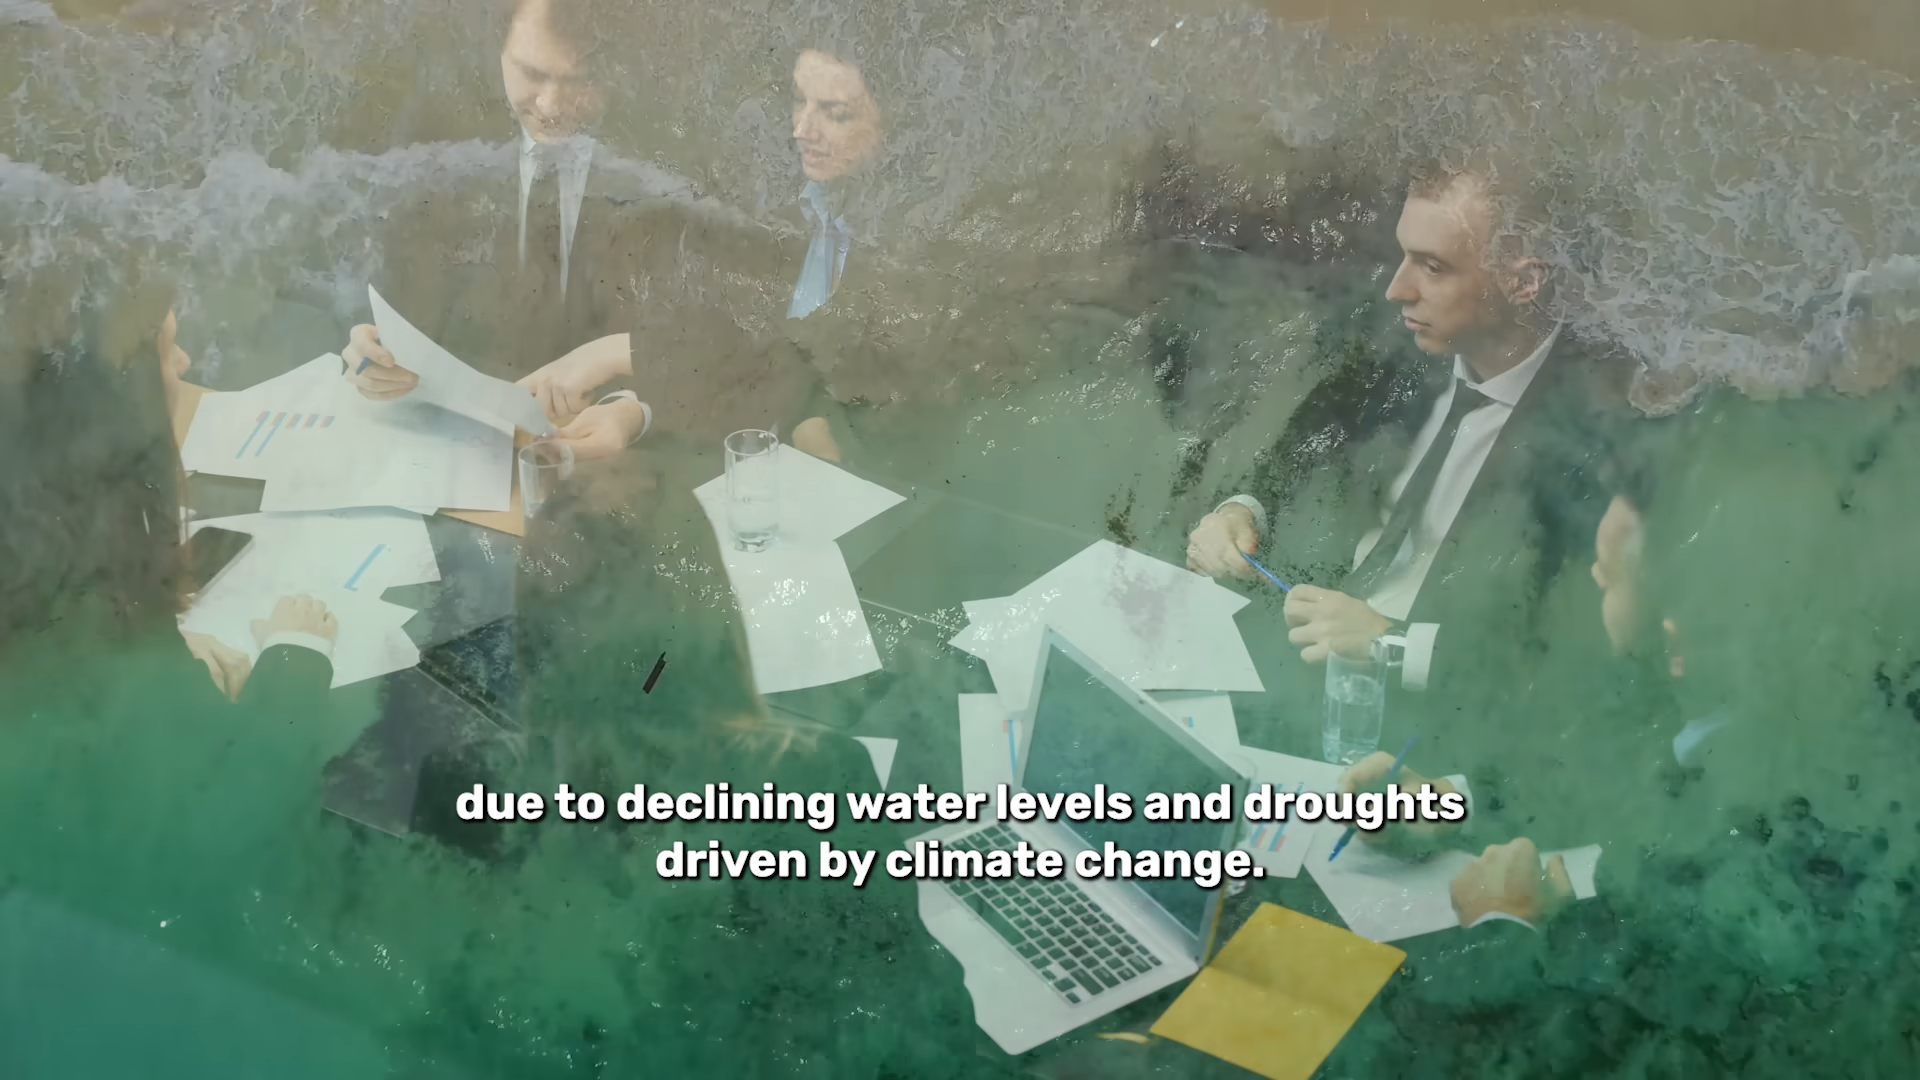 due to declining water levels and droughts
driven by climate change.